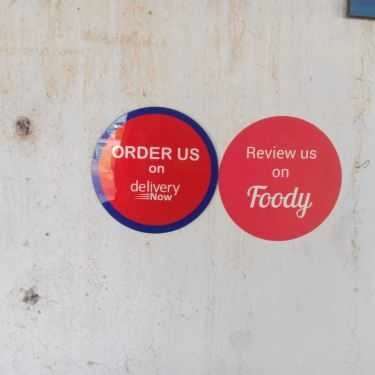 ORDER US
on
delivery
Now
Review us
on
Foody